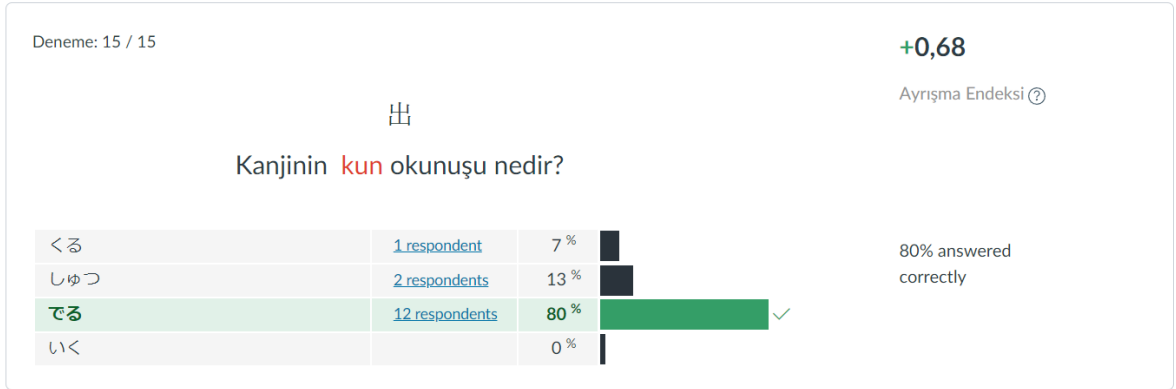 Deneme: 15 / 15
+0,68
Ayrışma Endeksi ?
出
Kanjinin kun okunuşu nedir?
くる 1 respondent 7 %
しゅつ 2 respondents 13 %
でる 12 respondents 80 %
いく 0 %
80% answered
correctly